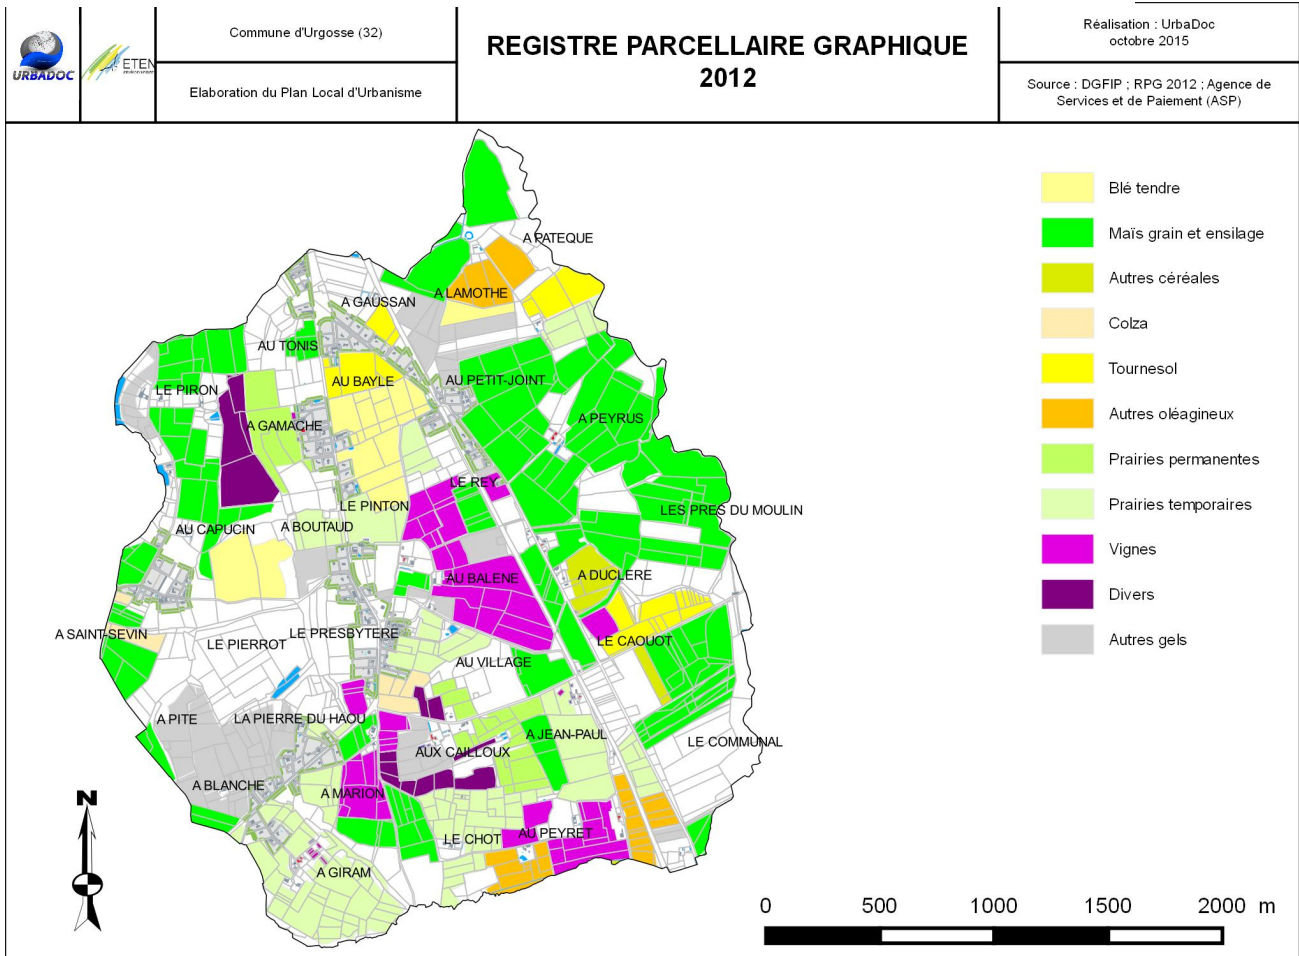 URBADOC
ETEN
Commune d'Urgosse (32)
Elaboration du Plan Local d'Urbanisme
REGISTRE PARCELLAIRE GRAPHIQUE
2012
Réalisation : UrbaDoc
octobre 2015
Source : DGFIP ; RPG 2012 ; Agence de
Services et de Paiement (ASP)
Blé tendre
Maïs grain et ensilage
Autres céréales
Colza
Tournesol
Autres oléagineux
Prairies permanentes
Prairies temporaires
Vignes
Divers
Autres gels
A PATEQUE
A LAMOTHE
A GAUSSAN
AU TONIS
AU BAYLE
AU PETIT-JOINT
LE PIRON
A PEYRUS
A GAMACHE
LE REY
LE PINTON
LES PRES DU MOULIN
AU CAPUCIN
A BOUTAUD
AU BALENE
A DUCLERE
A SAINT-SEVIN
LE PRESBYTERE
LE PIERROT
LE CAOUOT
AU VILLAGE
A PITE
LA PIERRE DU HAOU
A JEAN-PAUL
LE COMMUNAL
AUX CAILLOUX
A BLANCHE
A MARION
LE CHOT
AU PEYRET
A GIRAM
N
0 500 1000 1500 2000 m